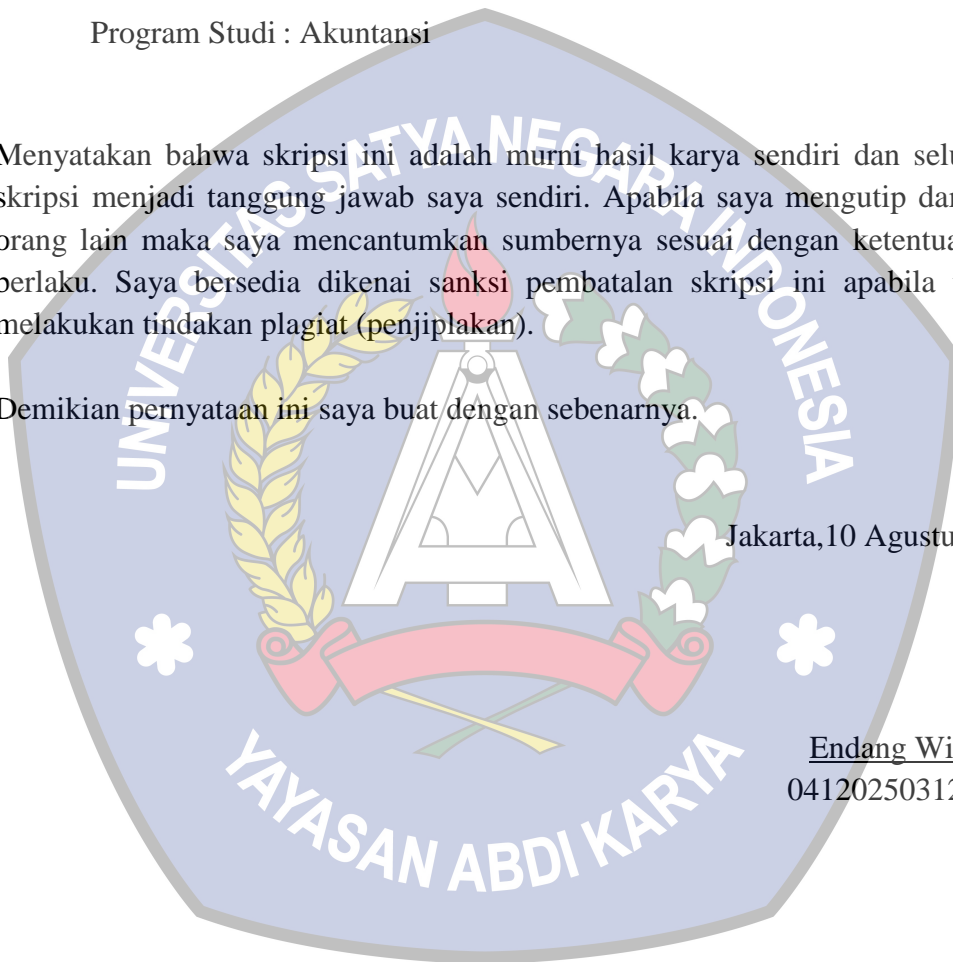 Program Studi : Akuntansi
Menyatakan bahwa skripsi ini adalah murni hasil karya sendiri dan selu
skripsi menjadi tanggung jawab saya sendiri. Apabila saya mengutip dar
orang lain maka saya mencantumkan sumbernya sesuai dengan ketentua
berlaku. Saya bersedia dikenai sanksi pembatalan skripsi ini apabila
melakukan tindakan plagiat (penjiplakan).
Demikian pernyataan ini saya buat dengan sebenarnya.
Jakarta,10 Agustu
Endang Wi
04120250312
UNIVERSITAS SATYA NEGARA INDONESIA
YAYASAN ABDI KARYA